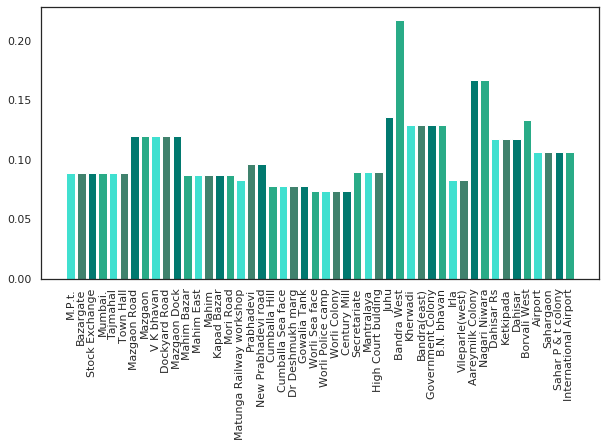 0.20
0.15
0.10
0.05
0.00
M.P.t.
Bazargate
Stock Exchange
Mumbai.
Tajmahal
Town Hall
Mazgaon Road
Mazgaon
V K bhavan
Dockyard Road
Mazgaon Dock
Mahim Bazar
Mahim East
Mahim
Kapad Bazar
Mori Road
Matunga Railway workshop
Prabhadevi
New Prabhadevi road
Cumballa Hill
Cumballa Sea face
Dr Deshmukh marg
Gowalia Tank
Worli Sea face
Worli Police camp
Worli Colony
Century Mill
Secretariate
Mantralaya
High Court building
Juhu
Bandra West
Kherwadi
Bandra(east)
Government Colony
B.N. bhavan
Irla
Vileparle(west)
Aareymilk Colony
Nagari Niwara
Dahisar Rs
Ketkipada
Dahisar
Borvali West
Airport
Sahargaon
Sahar P & t colony
International Airport